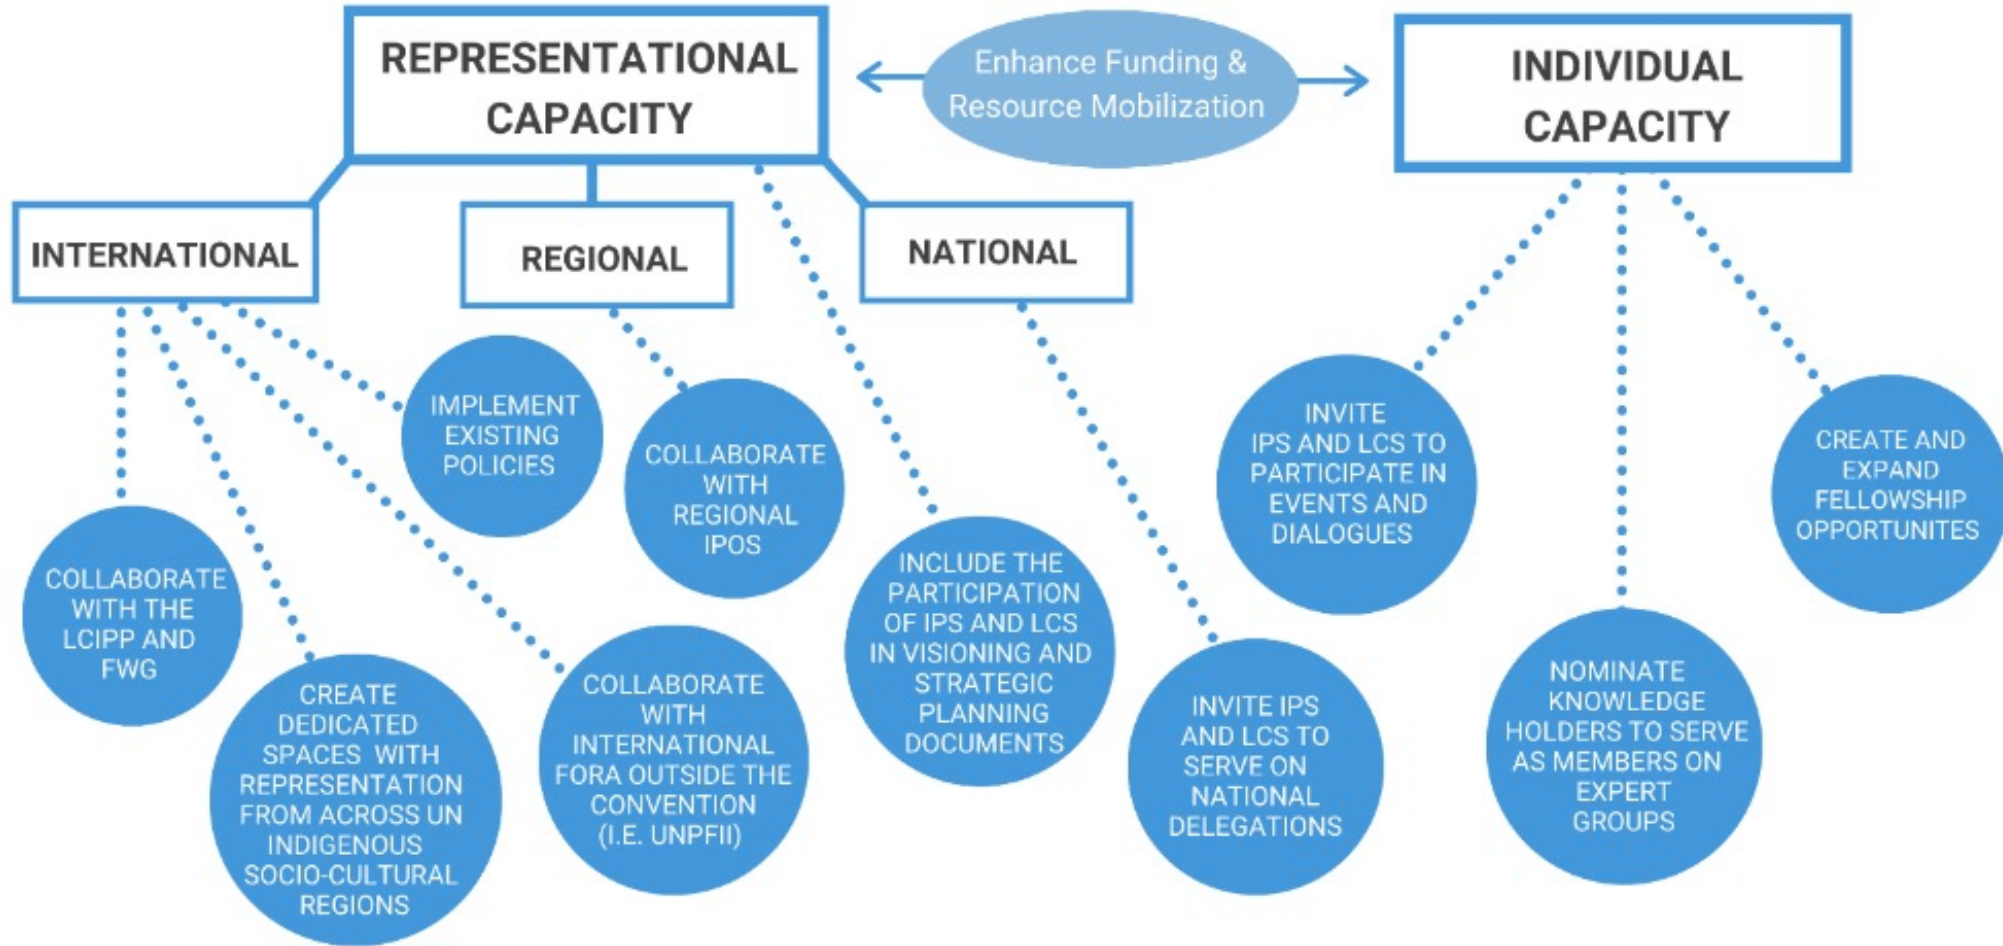 REPRESENTATIONAL
CAPACITY
Enhance Funding &
Resource Mobilization
INDIVIDUAL
CAPACITY
INTERNATIONAL
REGIONAL
NATIONAL
COLLABORATE
WITH THE
LCIPP AND
FWG
CREATE
DEDICATED
SPACES WITH
REPRESENTATION
FROM ACROSS UN
INDIGENOUS
SOCIO-CULTURAL
REGIONS
COLLABORATE
WITH
INTERNATIONAL
FORA OUTSIDE THE
CONVENTION
(I.E. UNPFII)
IMPLEMENT
EXISTING
POLICIES
COLLABORATE
WITH
REGIONAL
IPOS
INCLUDE THE
PARTICIPATION
OF IPS AND LCS
IN VISIONING AND
STRATEGIC
PLANNING
DOCUMENTS
INVITE IPS
AND LCS TO
SERVE ON
NATIONAL
DELEGATIONS
INVITE
IPS AND LCS TO
PARTICIPATE IN
EVENTS AND
DIALOGUES
NOMINATE
KNOWLEDGE
HOLDERS TO SERVE
AS MEMBERS ON
EXPERT
GROUPS
CREATE AND
EXPAND
FELLOWSHIP
OPPORTUNITES